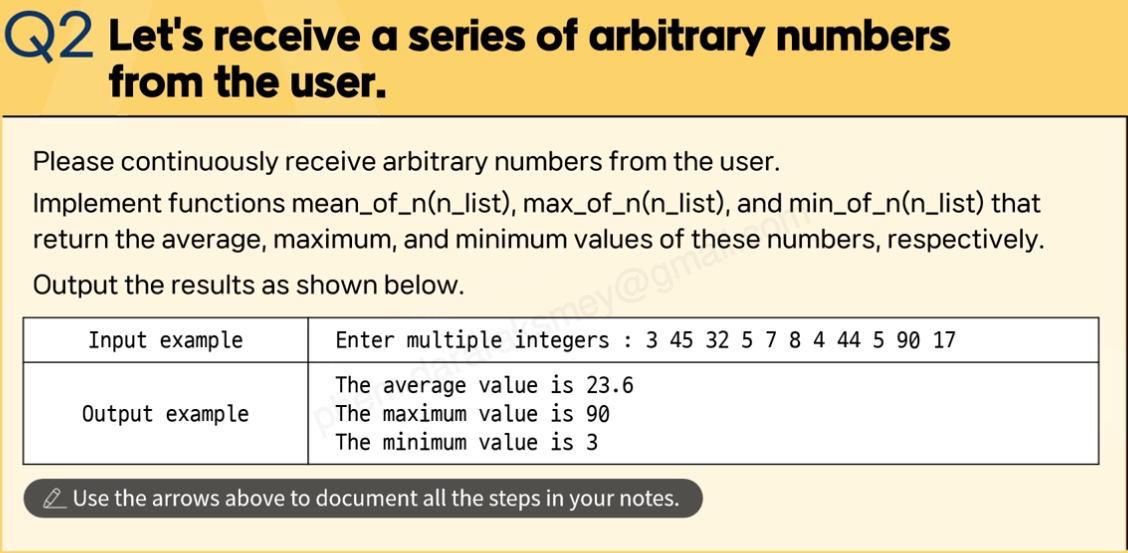 Q2 Let's receive a series of arbitrary numbers
from the user.
Please continuously receive arbitrary numbers from the user.
Implement functions mean_of_n(n_list), max_of_n(n_list), and min_of_n(n_list) that
return the average, maximum, and minimum values of these numbers, respectively.
Output the results as shown below.
Input example
Enter multiple integers : 3 45 32 5 7 8 4 44 5 90 17
Output example
The average value is 23.6
The maximum value is 90
The minimum value is 3
Use the arrows above to document all the steps in your notes.